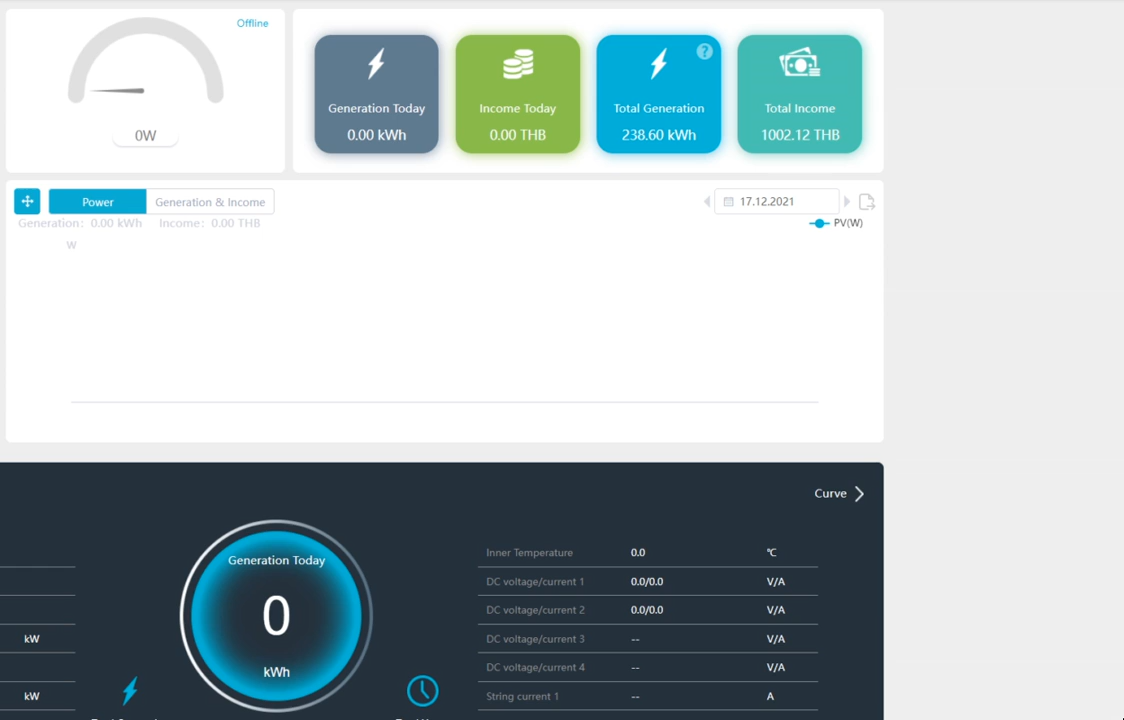 Offline
0W
Generation Today
0.00 kWh
Income Today
0.00 THB
?
Total Generation
238.60 kWh
Total Income
1002.12 THB
Power
Generation & Income
17.12.2021
Generation: 0.00 kWh Income: 0.00 THB
PV(W)
W
Curve
Generation Today
0
kWh
kW
kW
Inner Temperature 0.0 ℃
DC voltage/current 1 0.0/0.0 V/A
DC voltage/current 2 0.0/0.0 V/A
DC voltage/current 3 -- V/A
DC voltage/current 4 -- V/A
String current 1 -- A